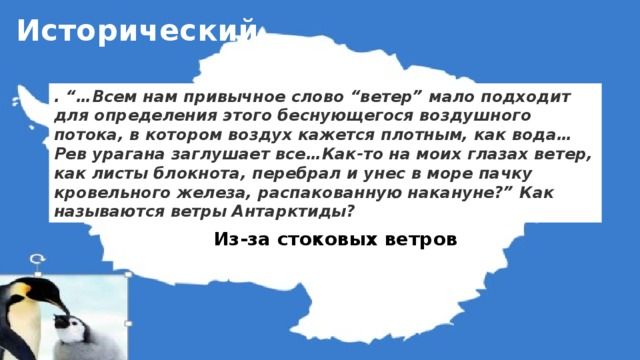 Исторический
. “…Всем нам привычное слово “ветер” мало подходит
для определения этого беснующегося воздушного
потока, в котором воздух кажется плотным, как вода…
Рев урагана заглушает все…Как-то на моих глазах ветер,
как листы блокнота, перебрал и унес в море пачку
кровельного железа, распакованную накануне?” Как
называются ветры Антарктиды?
Из-за стоковых ветров